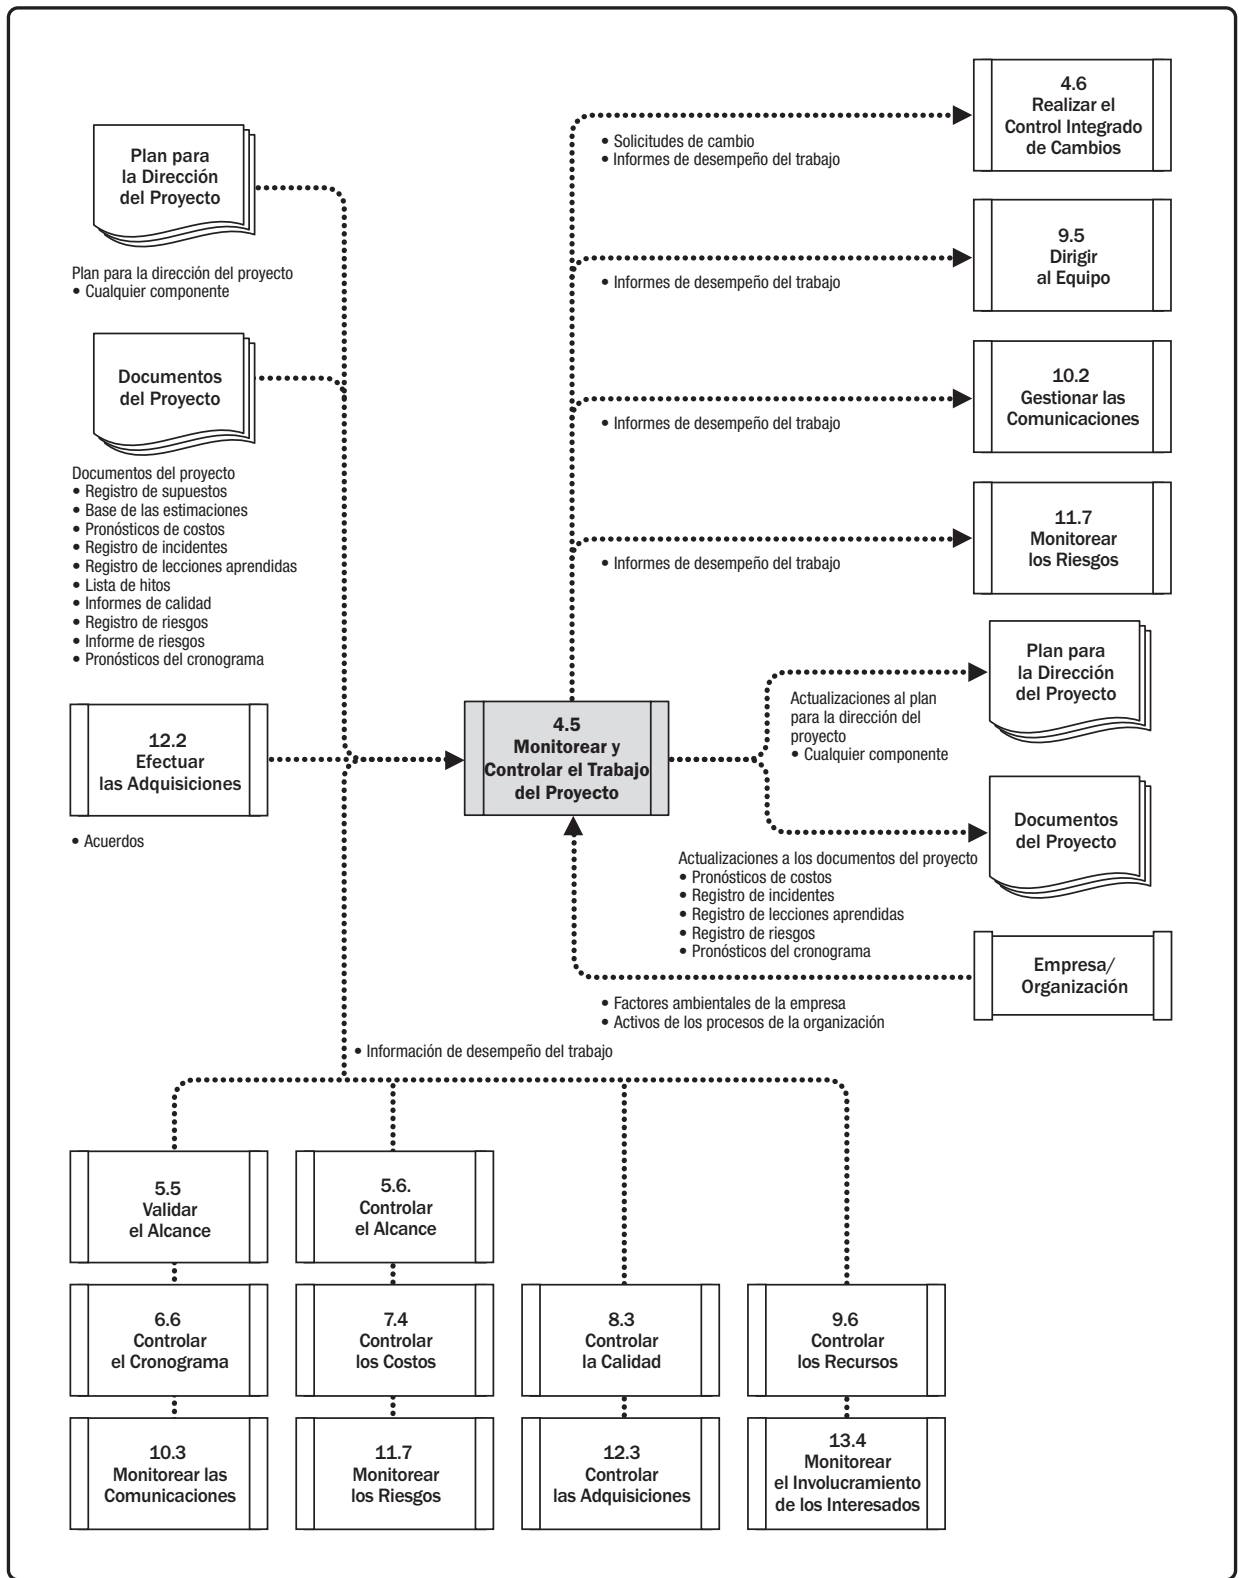 4.6
Realizar el
Control Integrado
de Cambios
• Solicitudes de cambio
• Informes de desempeño del trabajo
Plan para
la Dirección
del Proyecto
Plan para la dirección del proyecto
• Cualquier componente
9.5
Dirigir
al Equipo
• Informes de desempeño del trabajo
Documentos
del Proyecto
10.2
Gestionar las
Comunicaciones
• Informes de desempeño del trabajo
Documentos del proyecto
• Registro de supuestos
• Base de las estimaciones
• Pronósticos de costos
• Registro de incidentes
• Registro de lecciones aprendidas
• Lista de hitos
• Informes de calidad
• Registro de riesgos
• Informe de riesgos
• Pronósticos del cronograma
11.7
Monitorear
los Riesgos
• Informes de desempeño del trabajo
Plan para
la Dirección
del Proyecto
Actualizaciones al plan
para la dirección del
proyecto
• Cualquier componente
12.2
Efectuar
las Adquisiciones
• Acuerdos
4.5
Monitorear y
Controlar el Trabajo
del Proyecto
Documentos
del Proyecto
Actualizaciones a los documentos del proyecto
• Pronósticos de costos
• Registro de incidentes
• Registro de lecciones aprendidas
• Registro de riesgos
• Pronósticos del cronograma
Empresa/
Organización
• Factores ambientales de la empresa
• Activos de los procesos de la organización
• Información de desempeño del trabajo
5.5
Validar
el Alcance
5.6.
Controlar
el Alcance
6.6
Controlar
el Cronograma
7.4
Controlar
los Costos
8.3
Controlar
la Calidad
9.6
Controlar
los Recursos
10.3
Monitorear las
Comunicaciones
11.7
Monitorear
los Riesgos
12.3
Controlar
las Adquisiciones
13.4
Monitorear
el Involucramiento
de los Interesados